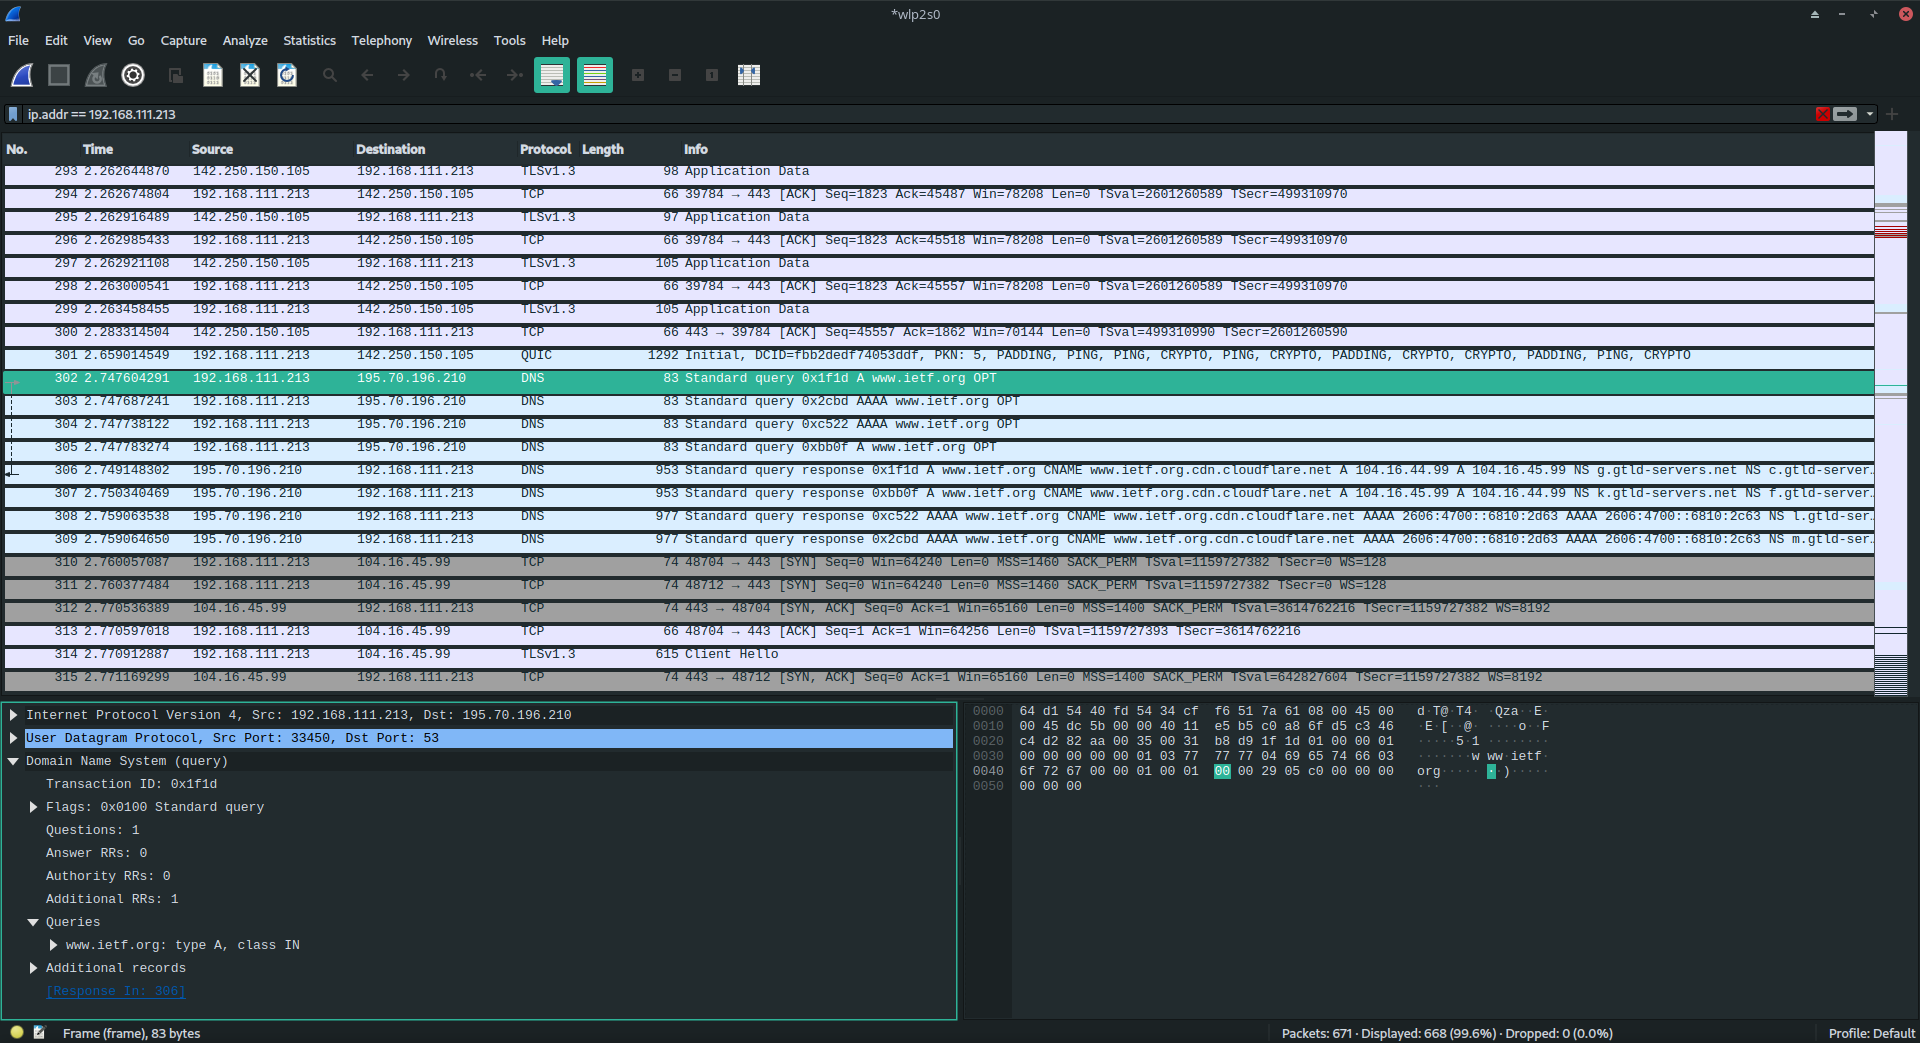 *wlp2s0
File Edit View Go Capture Analyze Statistics Telephony Wireless Tools Help
ip.addr == 192.168.111.213
No. Time Source Destination Protocol Length Info
293 2.262644870 142.250.150.105 192.168.111.213 TLSv1.3 98 Application Data
294 2.262674804 192.168.111.213 142.250.150.105 TCP 66 39784 → 443 [ACK] Seq=1823 Ack=45487 Win=78208 Len=0 TSval=2601260589 TSecr=499310970
295 2.262916489 142.250.150.105 192.168.111.213 TLSv1.3 97 Application Data
296 2.262985433 192.168.111.213 142.250.150.105 TCP 66 39784 → 443 [ACK] Seq=1823 Ack=45518 Win=78208 Len=0 TSval=2601260589 TSecr=499310970
297 2.262921108 142.250.150.105 192.168.111.213 TLSv1.3 105 Application Data
298 2.263000541 192.168.111.213 142.250.150.105 TCP 66 39784 → 443 [ACK] Seq=1823 Ack=45557 Win=78208 Len=0 TSval=2601260589 TSecr=499310970
299 2.263458455 142.250.150.105 192.168.111.213 TLSv1.3 105 Application Data
300 2.283314504 142.250.150.105 192.168.111.213 TCP 66 443 → 39784 [ACK] Seq=45557 Ack=1862 Win=70144 Len=0 TSval=499310990 TSecr=2601260590
301 2.659014549 192.168.111.213 142.250.150.105 QUIC 1292 Initial, DCID=fbb2dedf74053ddf, PKN: 5, PADDING, PING, PING, CRYPTO, PING, CRYPTO, PADDING, CRYPTO, CRYPTO, PADDING, PING, CRYPTO
302 2.747604291 192.168.111.213 195.70.196.210 DNS 83 Standard query 0x1f1d A www.ietf.org OPT
303 2.747687241 192.168.111.213 195.70.196.210 DNS 83 Standard query 0x2cbd AAAA www.ietf.org OPT
304 2.747738122 192.168.111.213 195.70.196.210 DNS 83 Standard query 0xc522 AAAA www.ietf.org OPT
305 2.747783274 192.168.111.213 195.70.196.210 DNS 83 Standard query 0xbb0f A www.ietf.org OPT
306 2.749148302 195.70.196.210 192.168.111.213 DNS 953 Standard query response 0x1f1d A www.ietf.org CNAME www.ietf.org.cdn.cloudflare.net A 104.16.44.99 A 104.16.45.99 NS g.gtld-servers.net NS c.gtld-server…
307 2.750340469 195.70.196.210 192.168.111.213 DNS 953 Standard query response 0xbb0f A www.ietf.org CNAME www.ietf.org.cdn.cloudflare.net A 104.16.45.99 A 104.16.44.99 NS k.gtld-servers.net NS f.gtld-server…
308 2.759063538 195.70.196.210 192.168.111.213 DNS 977 Standard query response 0xc522 AAAA www.ietf.org CNAME www.ietf.org.cdn.cloudflare.net AAAA 2606:4700::6810:2d63 AAAA 2606:4700::6810:2c63 NS l.gtld-ser…
309 2.759064650 195.70.196.210 192.168.111.213 DNS 977 Standard query response 0x2cbd AAAA www.ietf.org CNAME www.ietf.org.cdn.cloudflare.net AAAA 2606:4700::6810:2d63 AAAA 2606:4700::6810:2c63 NS m.gtld-ser…
310 2.760057087 192.168.111.213 104.16.45.99 TCP 74 48704 → 443 [SYN] Seq=0 Win=64240 Len=0 MSS=1460 SACK_PERM TSval=1159727382 TSecr=0 WS=128
311 2.760377484 192.168.111.213 104.16.45.99 TCP 74 48712 → 443 [SYN] Seq=0 Win=64240 Len=0 MSS=1460 SACK_PERM TSval=1159727382 TSecr=0 WS=128
312 2.770536389 104.16.45.99 192.168.111.213 TCP 74 443 → 48704 [SYN, ACK] Seq=0 Ack=1 Win=65160 Len=0 MSS=1400 SACK_PERM TSval=3614762216 TSecr=1159727382 WS=8192
313 2.770597018 192.168.111.213 104.16.45.99 TCP 66 48704 → 443 [ACK] Seq=1 Ack=1 Win=64256 Len=0 TSval=1159727393 TSecr=3614762216
314 2.770912887 192.168.111.213 104.16.45.99 TLSv1.3 615 Client Hello
315 2.771169299 104.16.45.99 192.168.111.213 TCP 74 443 → 48712 [SYN, ACK] Seq=0 Ack=1 Win=65160 Len=0 MSS=1400 SACK_PERM TSval=642827604 TSecr=1159727382 WS=8192
Internet Protocol Version 4, Src: 192.168.111.213, Dst: 195.70.196.210
User Datagram Protocol, Src Port: 33450, Dst Port: 53
Domain Name System (query)
Transaction ID: 0x1f1d
Flags: 0x0100 Standard query
Questions: 1
Answer RRs: 0
Authority RRs: 0
Additional RRs: 1
Queries
www.ietf.org: type A, class IN
Additional records
[Response In: 306]
0000 64 d1 54 40 fd 54 34 cf f6 51 7a 61 08 00 45 00 d·T@·T4· ·Qza··E·
0010 00 45 dc 5b 00 00 40 11 e5 b5 c0 a8 6f d5 c3 46 ·E·[··@· ····o··F
0020 c4 d2 82 aa 00 35 00 31 b8 d9 1f 1d 01 00 00 01 ·····5·1 ········
0030 00 00 00 00 00 01 03 77 77 77 04 69 65 74 66 03 ·······w ww·ietf·
0040 6f 72 67 00 00 01 00 01 00 00 29 05 c0 00 00 00 org····· ··)·····
0050 00 00 00 ···
Frame (frame), 83 bytes
Packets: 671 · Displayed: 668 (99.6%) · Dropped: 0 (0.0%)
Profile: Default